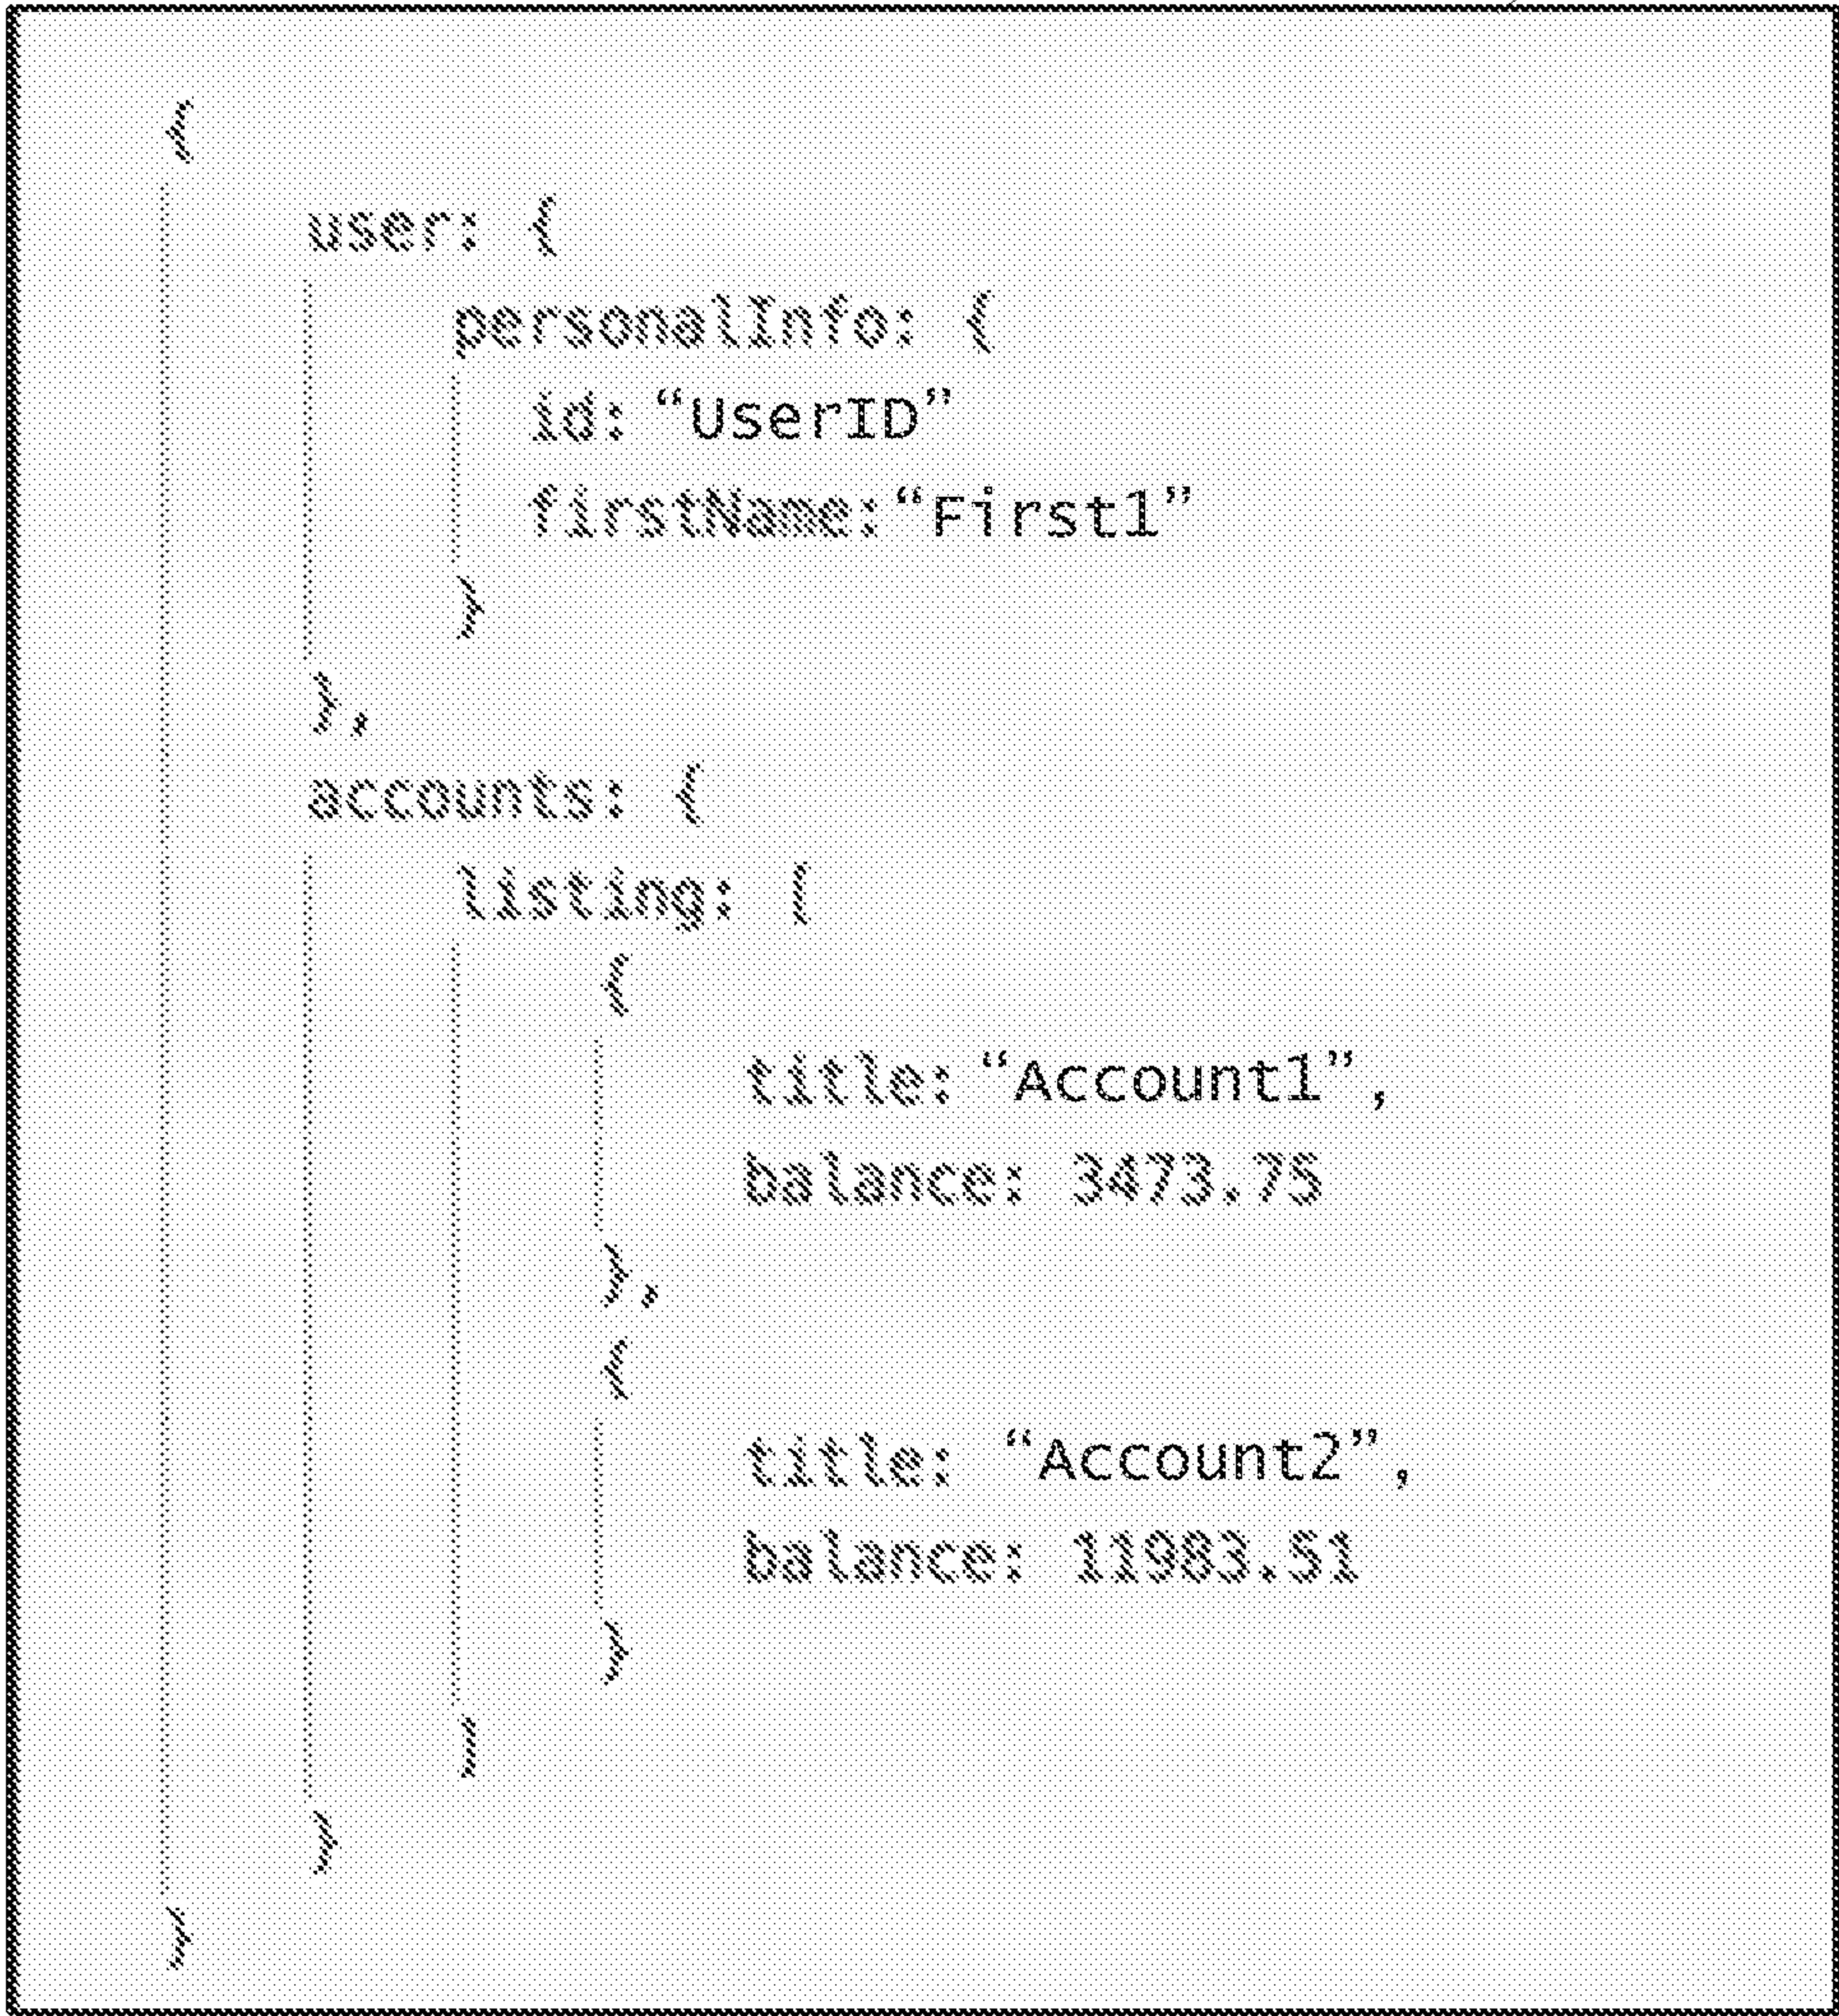 {
user: {
personalInfo: {
id: “UserID”
firstName: “First1”
}
},
accounts: {
listing: [
{
title: “Account1”,
balance: 3473.75
},
{
title: “Account2”,
balance: 11983.51
}
]
}
}